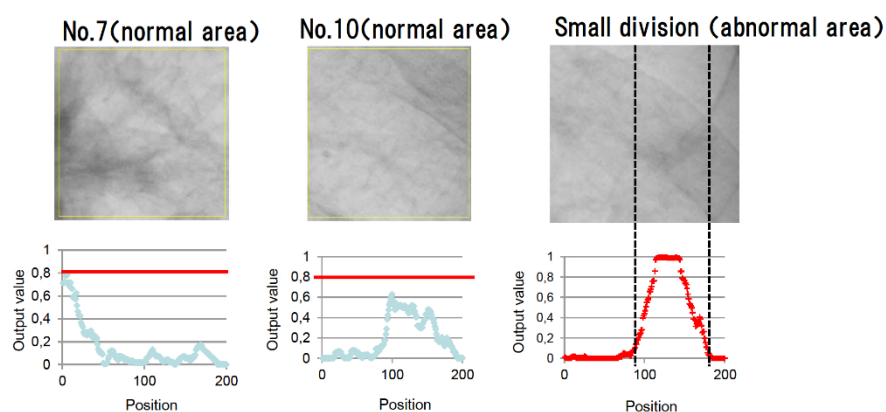 No.7(normal area)
No.10(normal area)
Small division (abnormal area)
Output value
1
0,8
0,6
0,4
0,2
0
0 100 200
Position
Output value
1
0,8
0,6
0,4
0,2
0
0 100 200
Position
Output value
1
0,8
0,6
0,4
0,2
0
0 100 200
Position